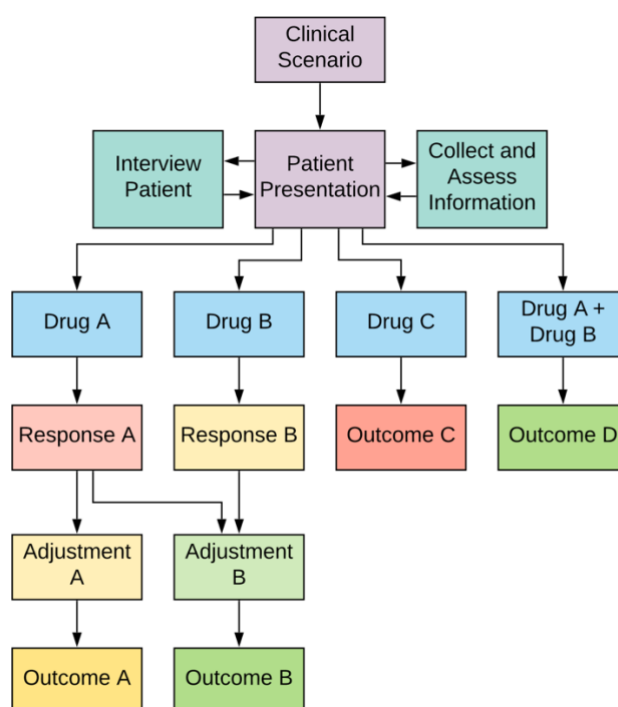 Clinical
Scenario
Interview
Patient
Patient
Presentation
Collect and
Assess
Information
Drug A
Drug B
Drug C
Drug A +
Drug B
Response A
Response B
Outcome C
Outcome D
Adjustment
A
Adjustment
B
Outcome A
Outcome B